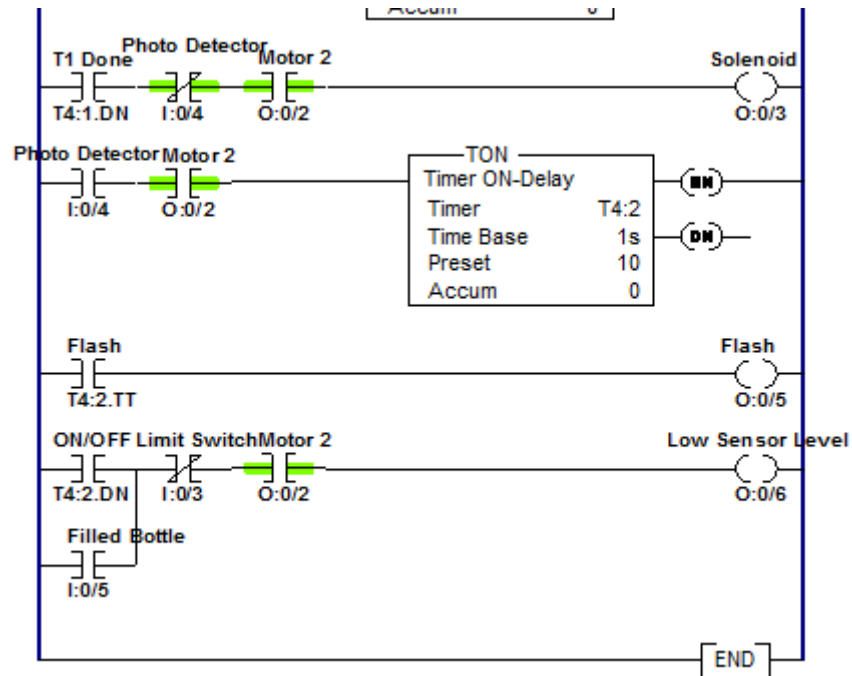 Accum 0
T1 Done Photo Detector Motor 2 Solenoid
T4:1.DN I:0/4 O:0/2 O:0/3
Photo Detector Motor 2
I:0/4 O:0/2
TON
Timer ON-Delay EN
Timer T4:2
Time Base 1s DN
Preset 10
Accum 0
Flash Flash
T4:2.TT O:0/5
ON/OFF Limit Switch Motor 2 Low Sensor Level
T4:2.DN I:0/3 O:0/2 O:0/6
Filled Bottle
I:0/5
END